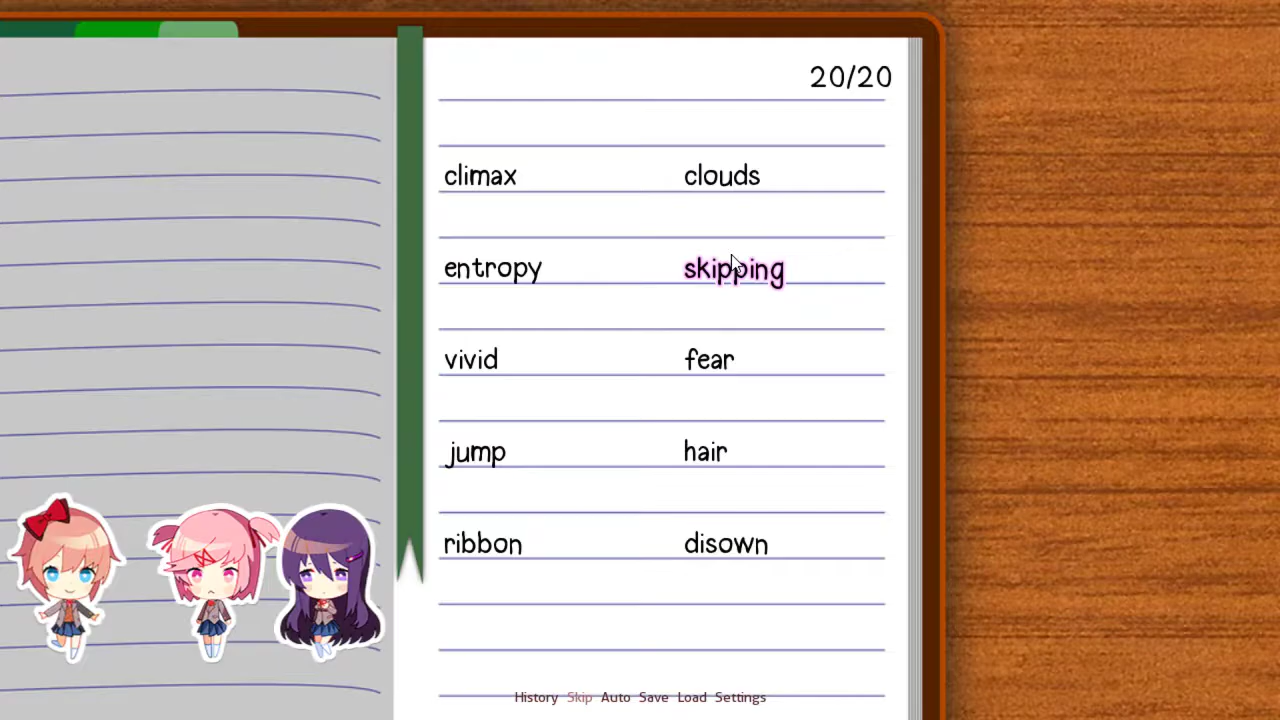 20/20
climax clouds
entropy skipping
vivid fear
jump hair
ribbon disown
History Skip Auto Save Load Settings